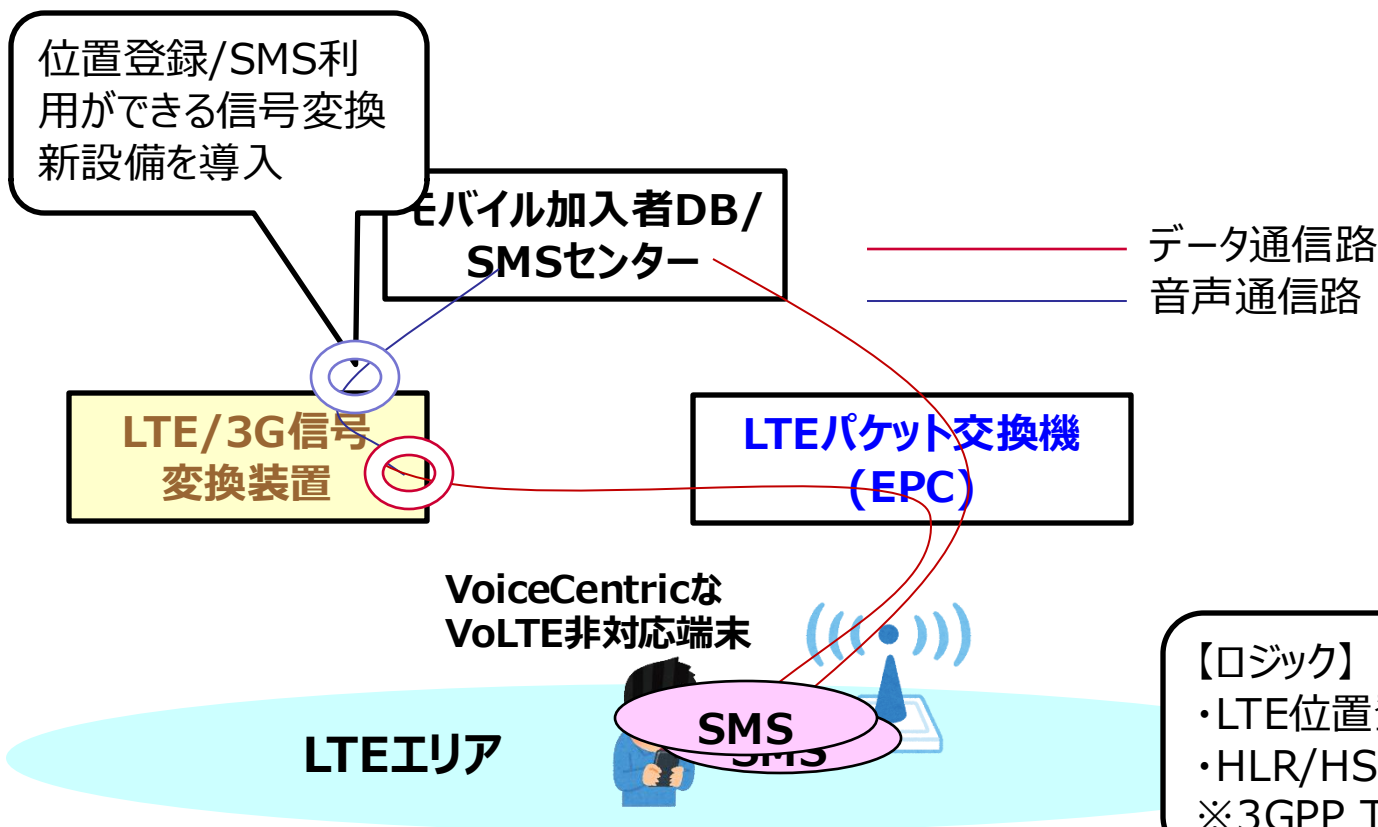 位置登録/SMS利
用ができる信号変換
新設備を導入
モバイル加入者DB/
SMSセンター
データ通信路
音声通信路
LTE/3G信号
変換装置
LTEパケット交換機
(EPC)
VoiceCentricな
VoLTE非対応端末
SMS
SMS
LTEエリア
【ロジック】
・LTE位置
・HLR/HS
※3GPP T